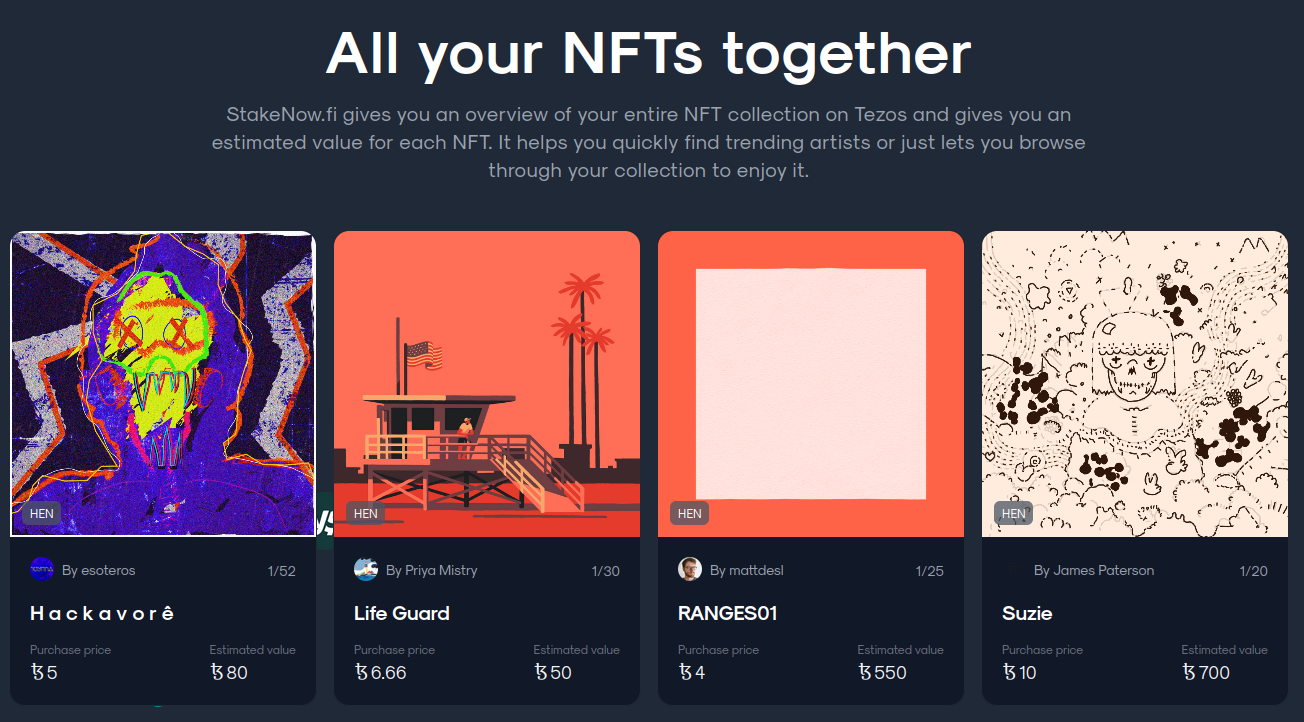 All your NFTs together
StakeNow.fi gives you an overview of your entire NFT collection on Tezos and gives you an
estimated value for each NFT. It helps you quickly find trending artists or just lets you browse
through your collection to enjoy it.
HEN
HEN
HEN
HEN
By esoteros 1/52
By Priya Mistry 1/30
By mattdesl 1/25
By James Paterson 1/20
H a c k a v o r ê
Life Guard
RANGES01
Suzie
Purchase price Estimated value
ꜩ 5 ꜩ 80
Purchase price Estimated value
ꜩ 6.66 ꜩ 50
Purchase price Estimated value
ꜩ 4 ꜩ 550
Purchase price Estimated value
ꜩ 10 ꜩ 700